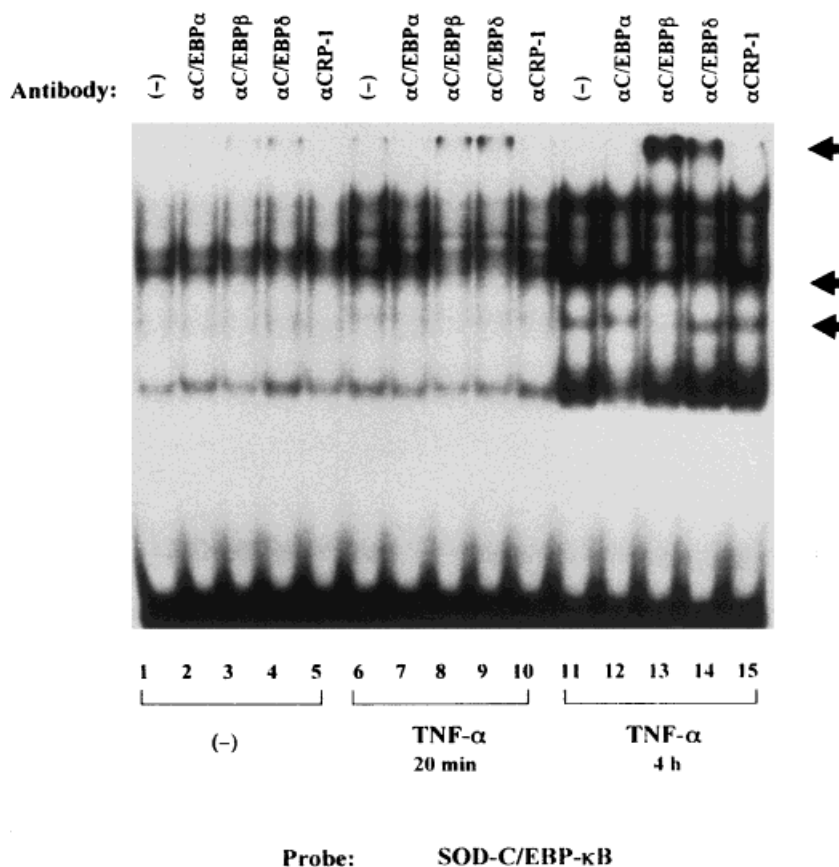 Antibody: (–) αC/EBPα αC/EBPβ αC/EBPδ αCRP-1 (–) αC/EBPα αC/EBPβ αC/EBPδ αCRP-1 (–) αC/EBPα αC/EBPβ αC/EBPδ αCRP-1
1 2 3 4 5 6 7 8 9 10 11 12 13 14 15
(–) TNF-α TNF-α
20 min 4 h
Probe: SOD-C/EBP-κB